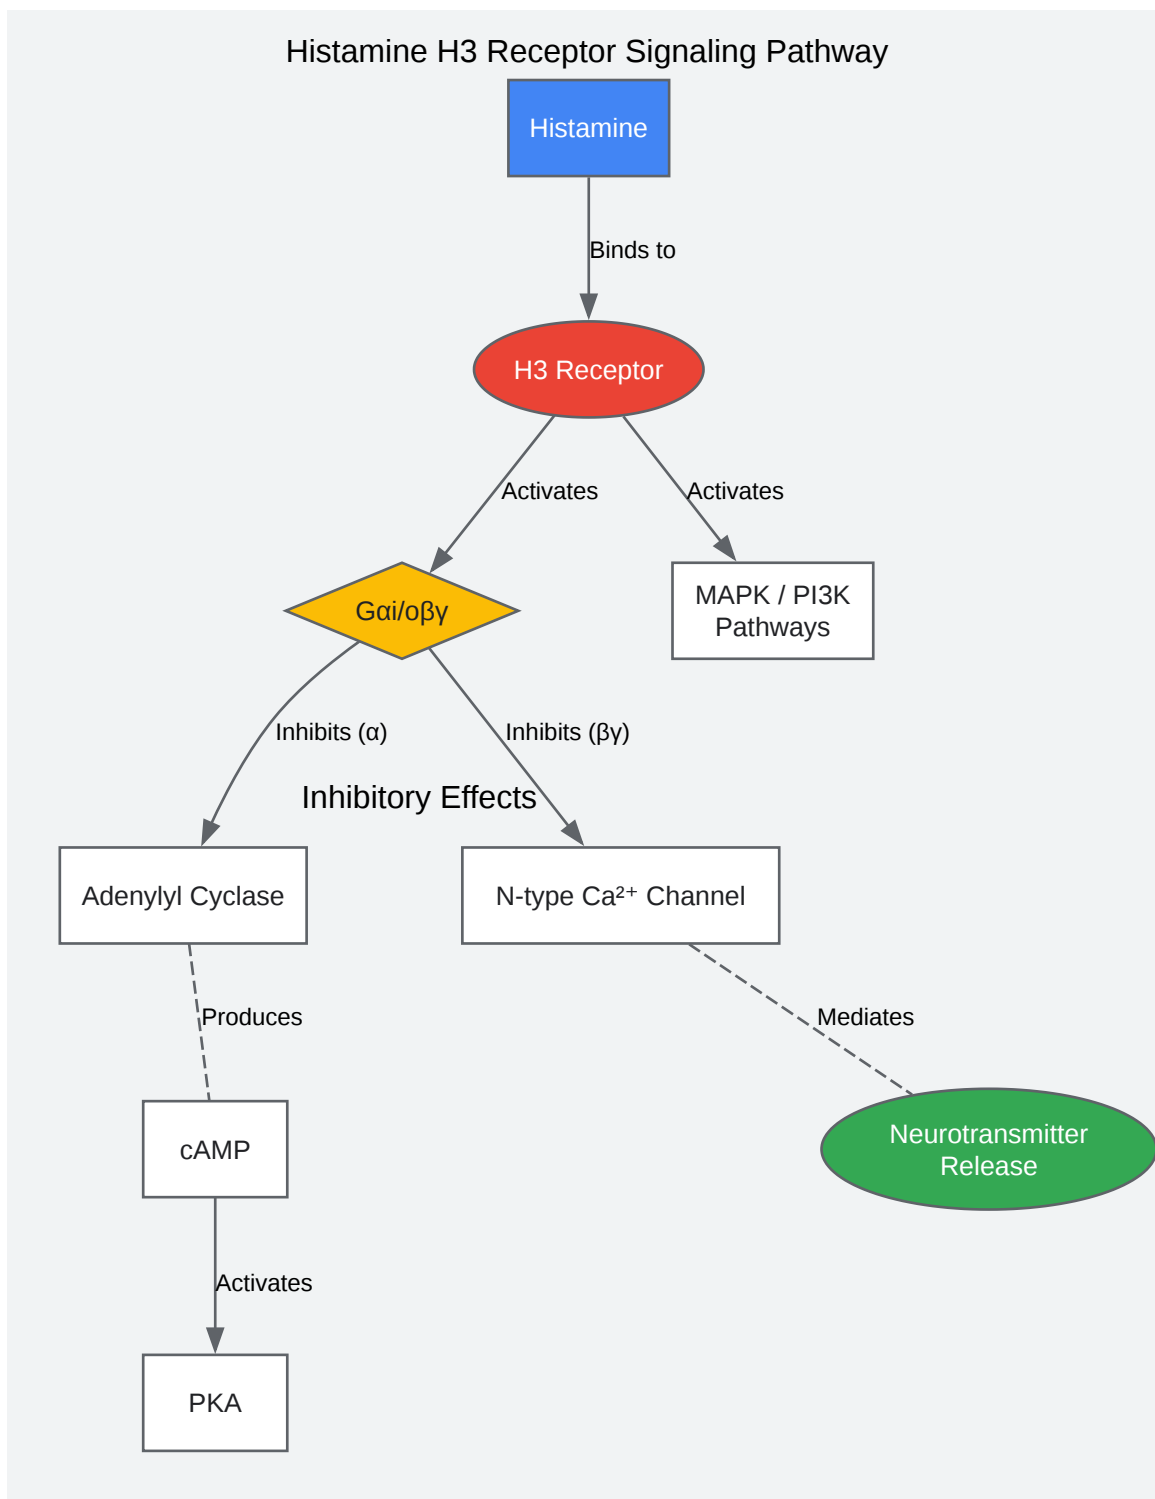 Histamine H3 Receptor Signaling Pathway
Histamine
Binds to
H3 Receptor
Activates
Activates
Gαi/oβγ
MAPK / PI3K
Pathways
Inhibits (α)
Inhibits (βγ)
Inhibitory Effects
Adenylyl Cyclase
N-type Ca²⁺ Channel
Produces
Mediates
cAMP
Neurotransmitter
Release
Activates
PKA